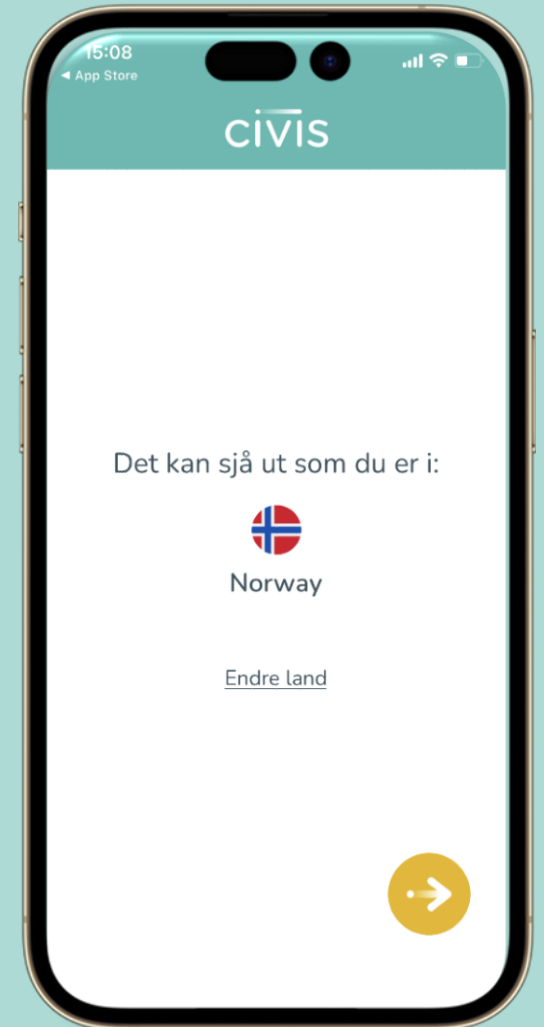 15:08
◀ App Store
CIVIS
Det kan sjå ut som du er i:
Norway
Endre land